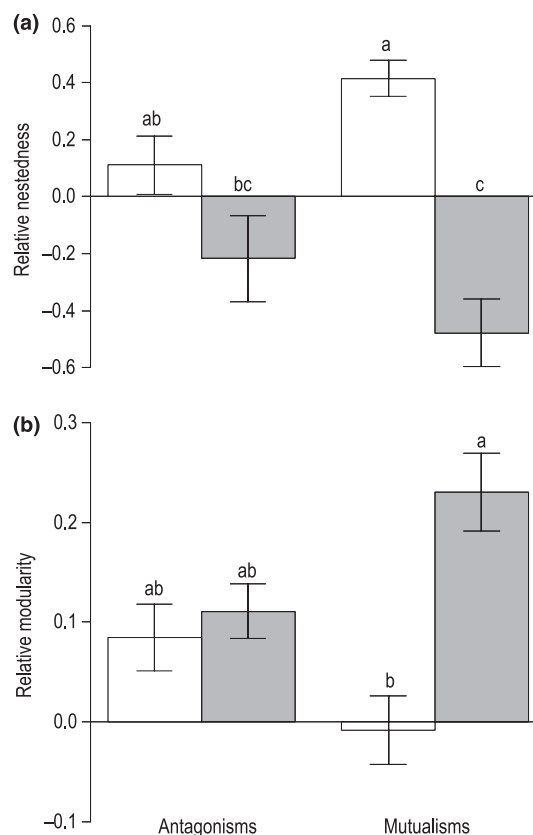 (a)
Relative nestedness
0.6
0.4
0.2
0.0
–0.2
–0.4
–0.6
ab
bc
a
c
(b)
Relative modularity
0.3
0.2
0.1
0.0
–0.1
ab
ab
b
a
Antagonisms
Mutualisms